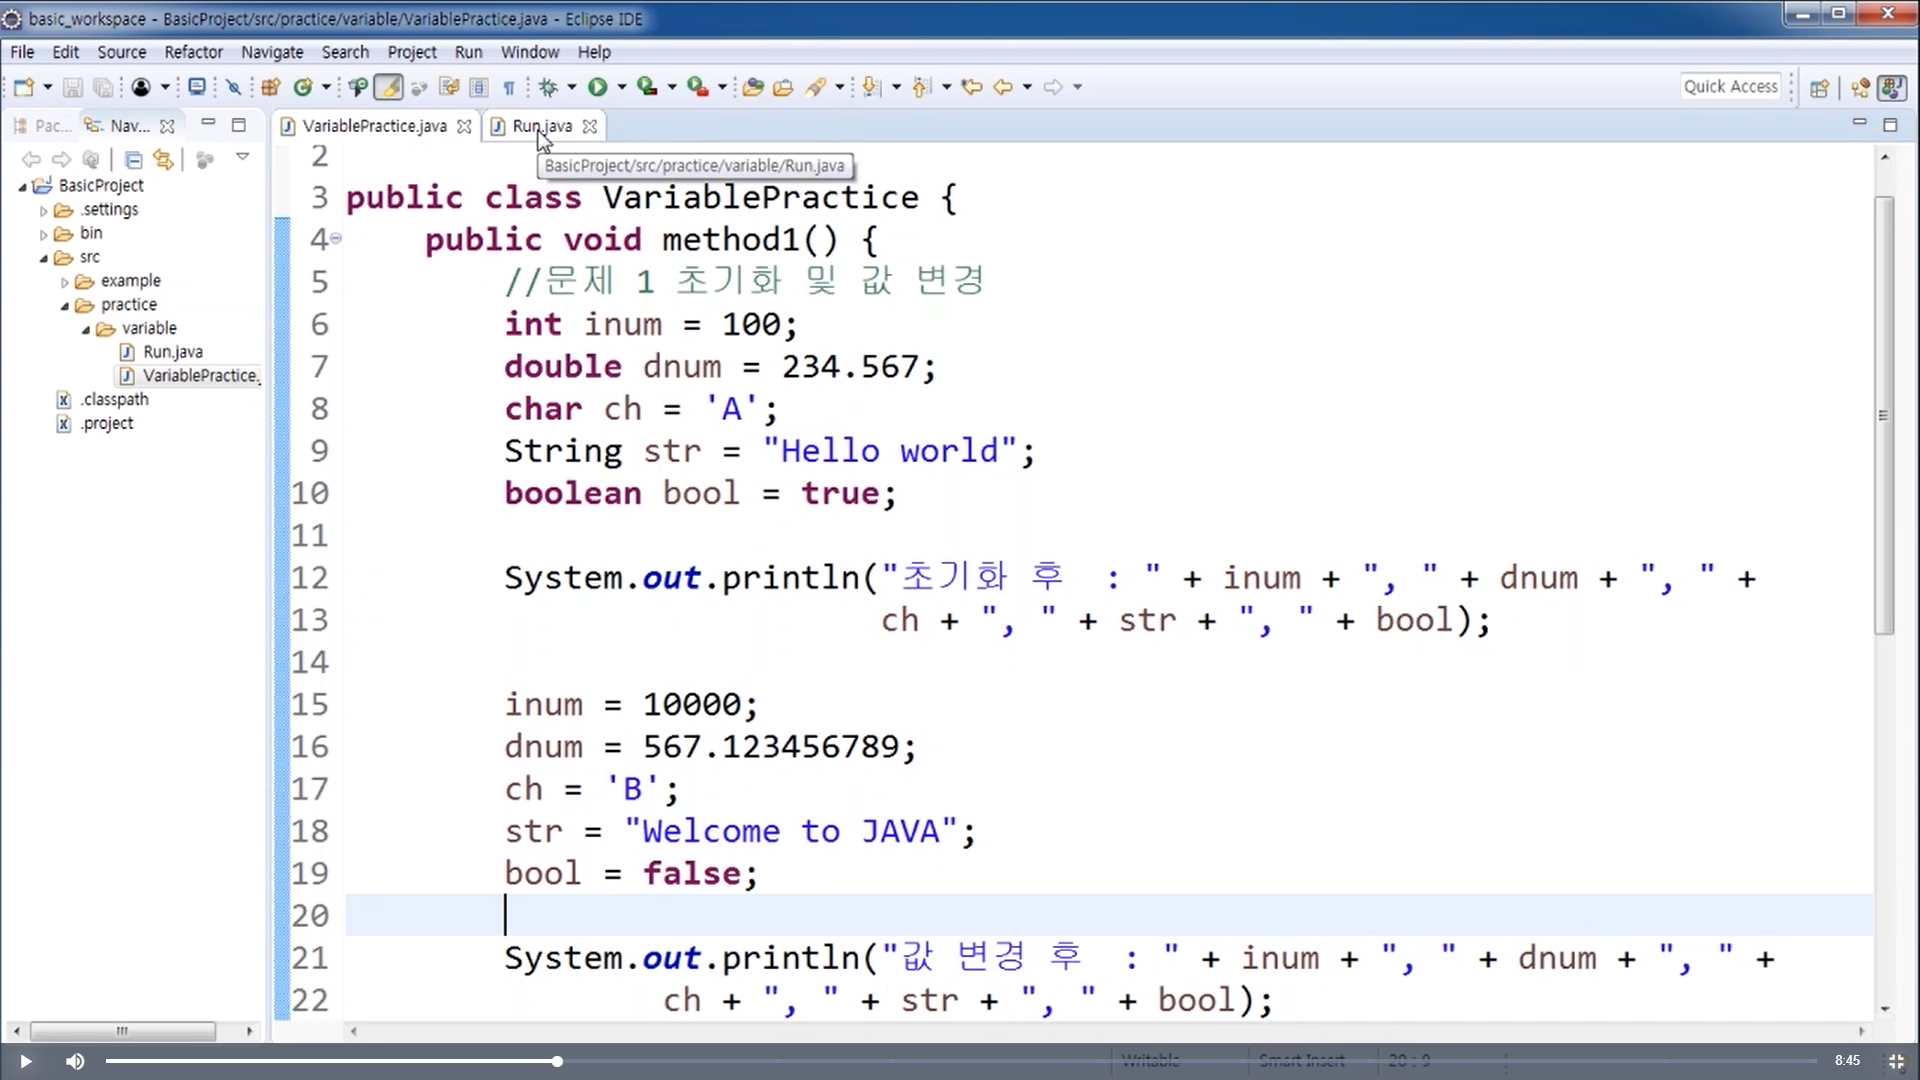 basic_workspace - BasicProject/src/practice/variable/VariablePractice.java - Eclipse IDE
File Edit Source Refactor Navigate Search Project Run Window Help
Quick Access
Pac... Nav...
VariablePractice.java Run.java
BasicProject/src/practice/variable/Run.java
BasicProject
.settings
bin
src
example
practice
variable
Run.java
VariablePractice.
.classpath
.project
2
3 public class VariablePractice {
4 public void method1() {
5 //문제 1 초기화 및 값 변경
6 int inum = 100;
7 double dnum = 234.567;
8 char ch = 'A';
9 String str = "Hello world";
10 boolean bool = true;
11
12 System.out.println("초기화 후  : " + inum + ", " + dnum + ", " +
13 ch + ", " + str + ", " + bool);
14
15 inum = 10000;
16 dnum = 567.123456789;
17 ch = 'B';
18 str = "Welcome to JAVA";
19 bool = false;
20
21 System.out.println("값 변경 후  : " + inum + ", " + dnum + ", " +
22 ch + ", " + str + ", " + bool);
Writable Smart Insert 20 : 9
8:45